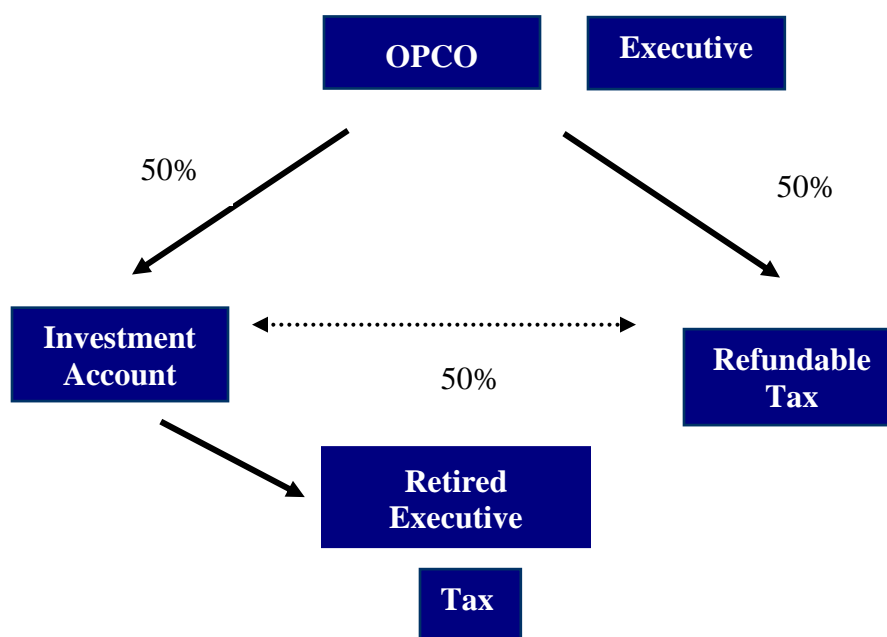 OPCO
Executive
50%
50%
Investment
Account
50%
Refundable
Tax
Retired
Executive
Tax